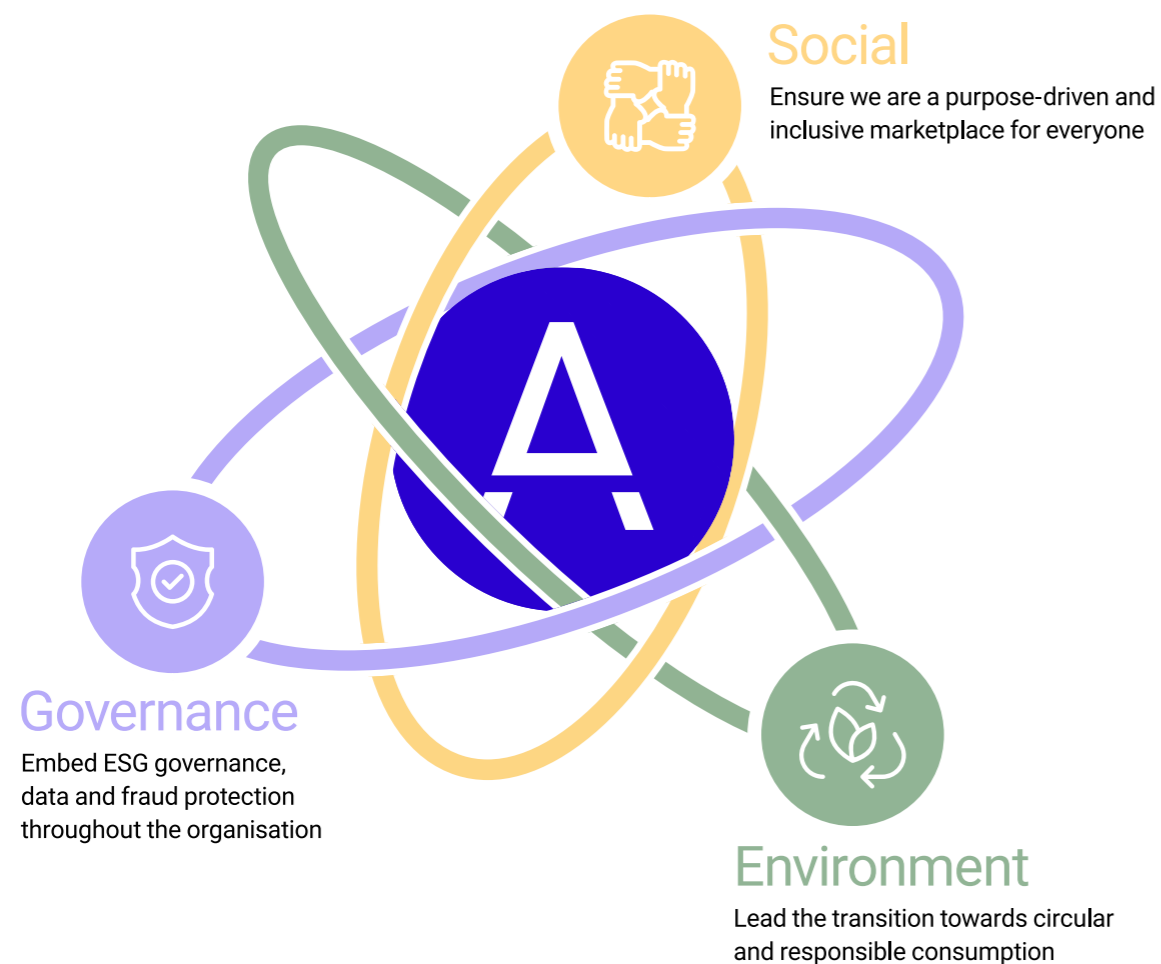 Social
Ensure we are a purpose-driven and
inclusive marketplace for everyone
A
Governance
Embed ESG governance,
data and fraud protection
throughout the organisation
Environment
Lead the transition towards circular
and responsible consumption